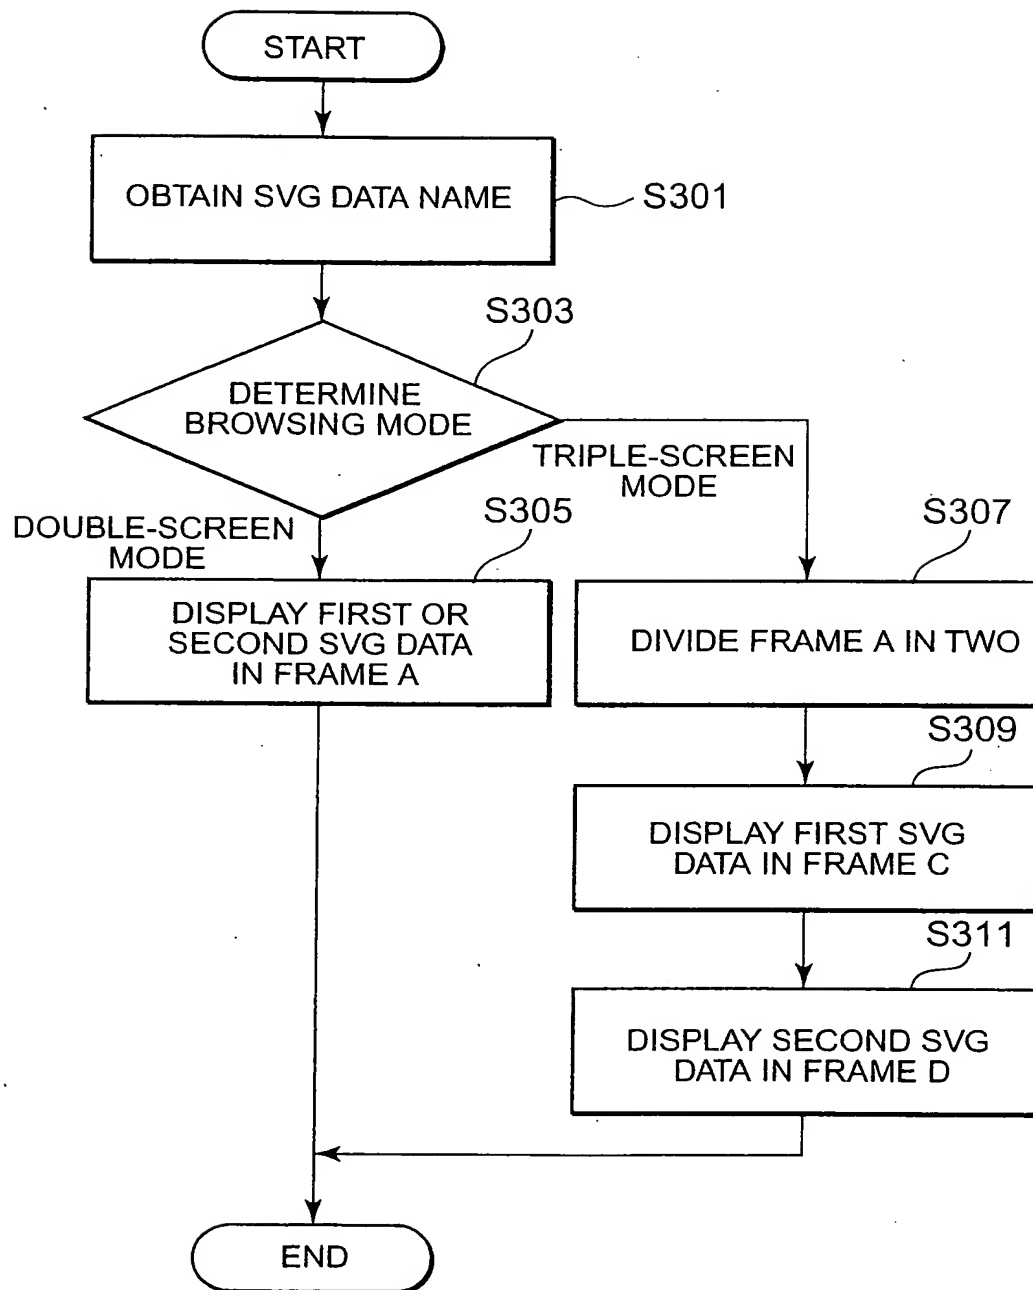 START
OBTAIN SVG DATA NAME
S301
S303
DETERMINE
BROWSING MODE
TRIPLE-SCREEN
MODE
DOUBLE-SCREEN
MODE
S305
S307
DISPLAY FIRST OR
SECOND SVG DATA
IN FRAME A
DIVIDE FRAME A IN TWO
S309
DISPLAY FIRST SVG
DATA IN FRAME C
S311
DISPLAY SECOND SVG
DATA IN FRAME D
END